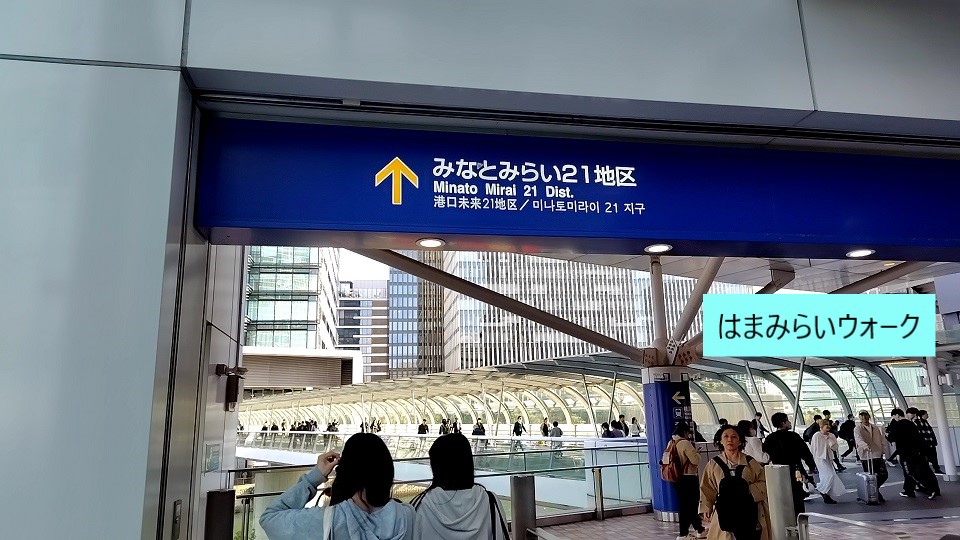 みなとみらい21地区
Minato Mirai 21 Dist.
港口未来21地区／미나토미라이 21 지구
はまみらいウォーク